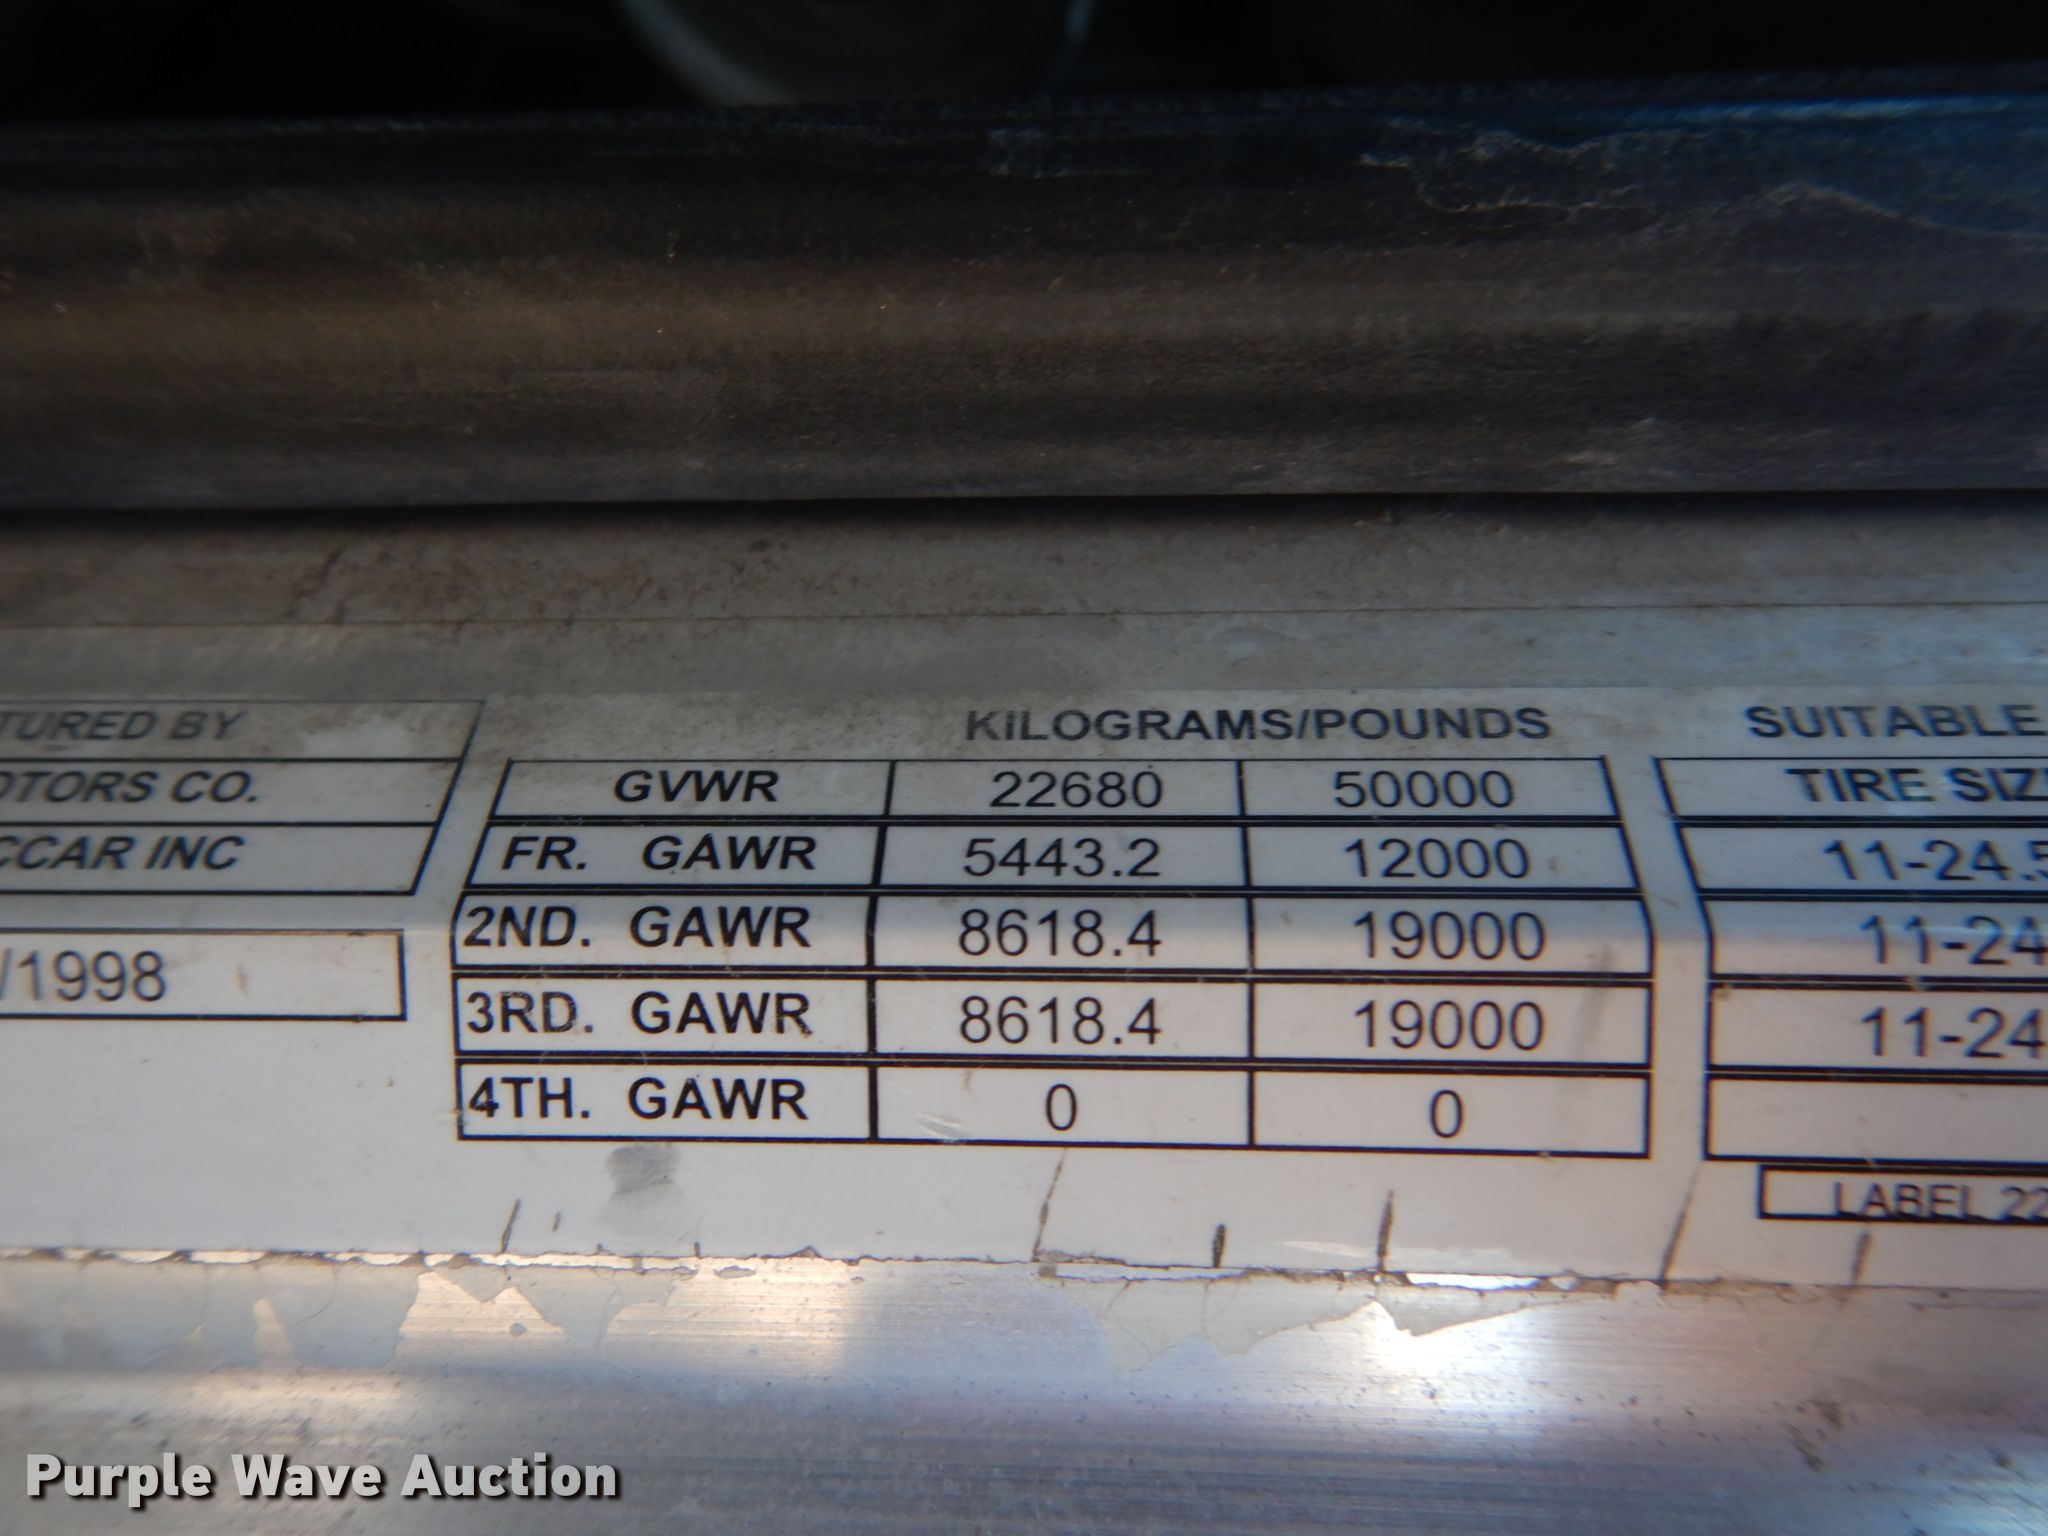 TURED BY
OTORS CO.
CCAR INC
/1998
KILOGRAMS/POUNDS
GVWR 22680 50000
FR. GAWR 5443.2 12000
2ND. GAWR 8618.4 19000
3RD. GAWR 8618.4 19000
4TH. GAWR 0 0
SUITABLE
TIRE SIZ
11-24.5
11-24
11-24
LABEL 22
Purple Wave Auction